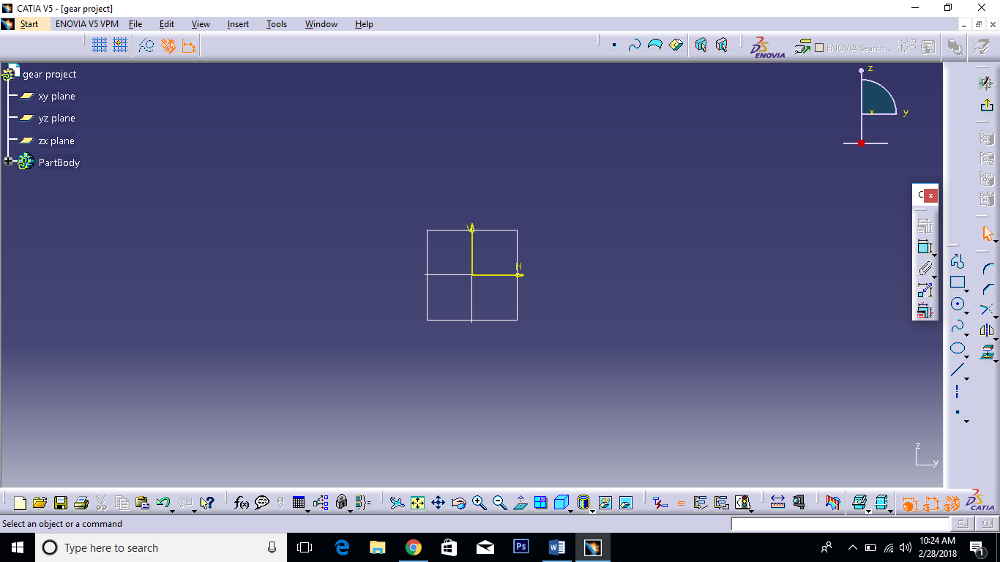 CATIA V5 - [gear project]
Start ENOVIA V5 VPM File Edit View Insert Tools Window Help
ENOVIA
ENOVIA Search...
gear project
xy plane
yz plane
zx plane
PartBody
z
x
y
C x
V
H
z
y
f(x)
CATIA
Select an object or a command
Type here to search
Ps
10:24 AM
2/28/2018
1